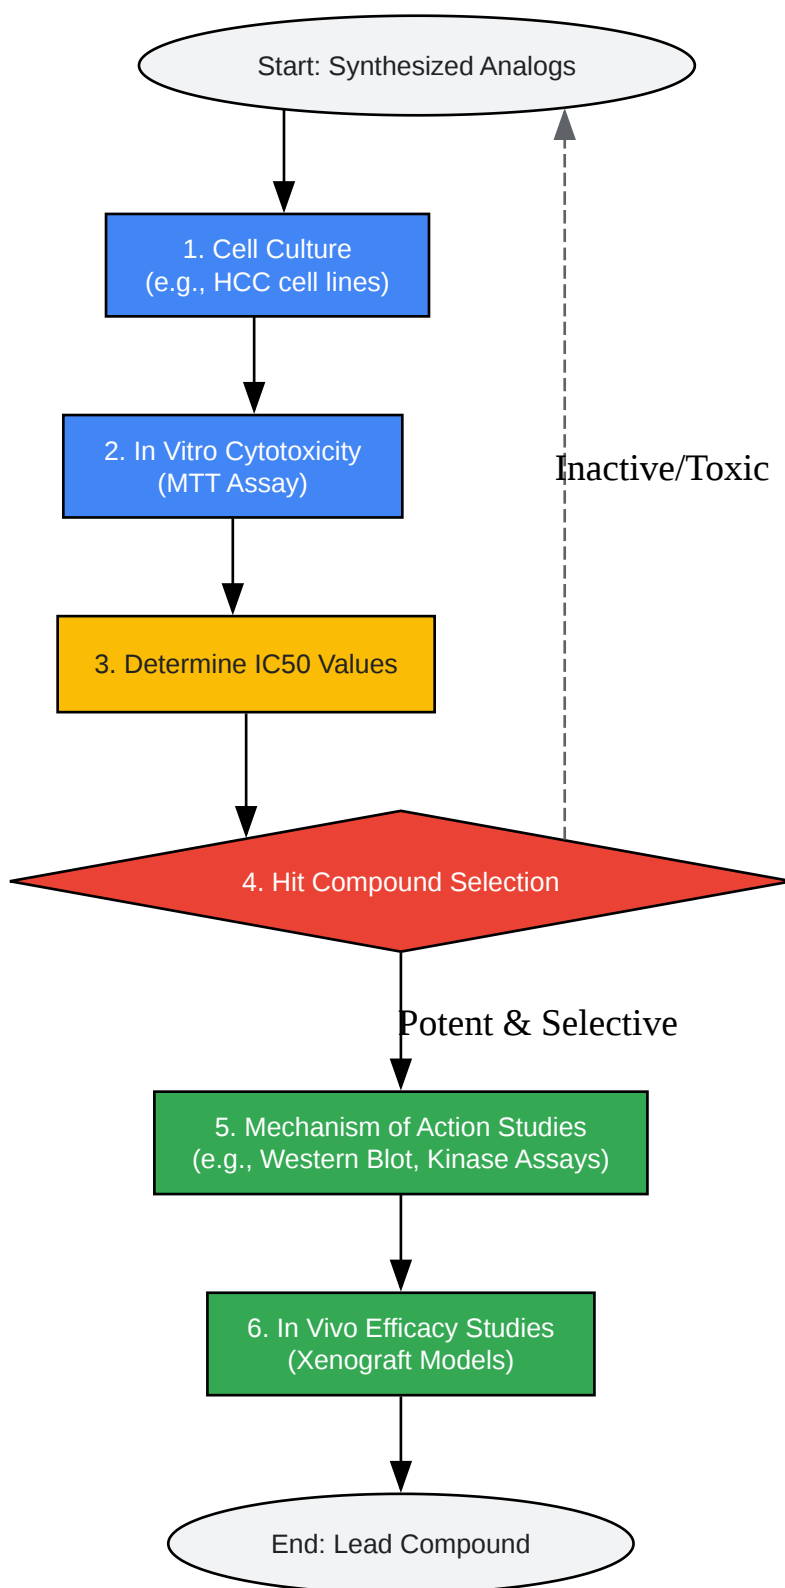 Start: Synthesized Analogs
1. Cell Culture
(e.g., HCC cell lines)
2. In Vitro Cytotoxicity
(MTT Assay)
Inactive/Toxic
3. Determine IC50 Values
4. Hit Compound Selection
Potent & Selective
5. Mechanism of Action Studies
(e.g., Western Blot, Kinase Assays)
6. In Vivo Efficacy Studies
(Xenograft Models)
End: Lead Compound